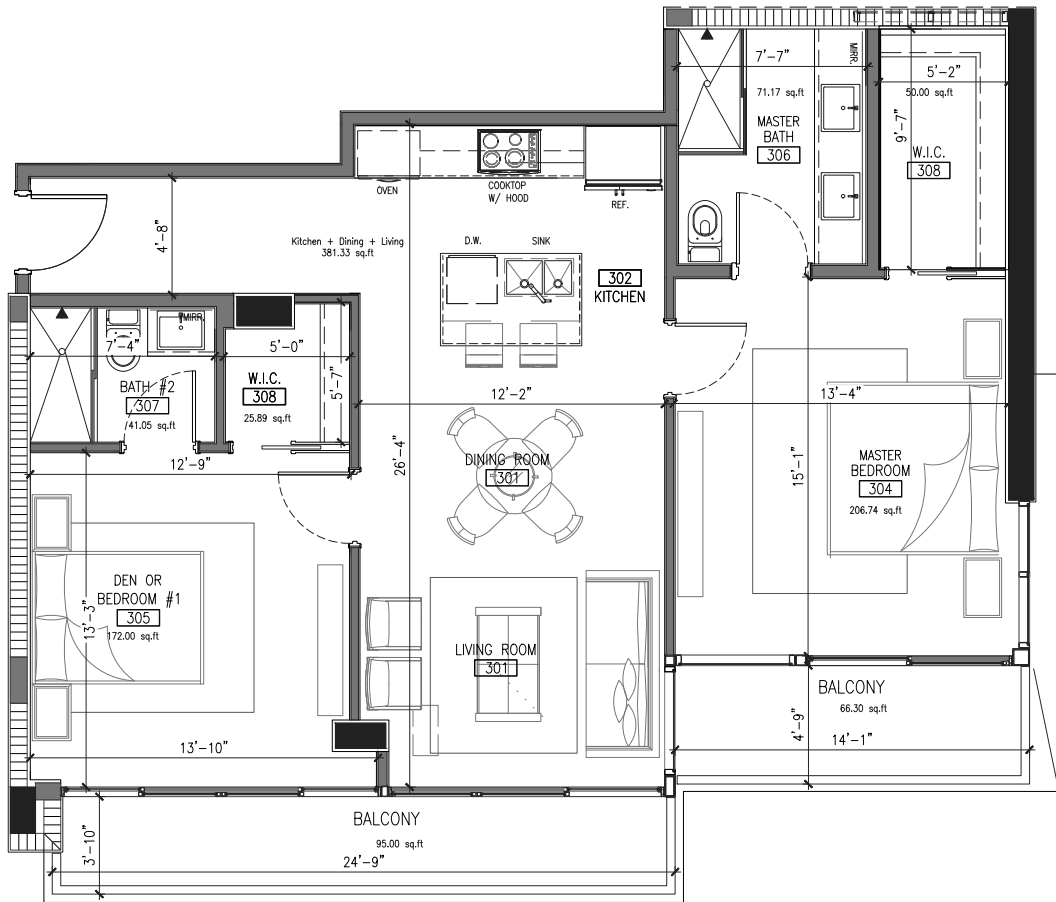 7'-7"
MIRR.
71.17 sq.ft
MASTER
BATH
306
5'-2"
50.00 sq.ft
9'-7"
W.I.C.
308
OVEN
COOKTOP
W/ HOOD
REF.
4'-8"
Kitchen + Dining + Living
381.33 sq.ft
D.W.
SINK
302
KITCHEN
MIRR.
7'-4"
BATH #2
307
41.05 sq.ft
5'-0"
W.I.C.
308
25.89 sq.ft
5'-7"
12'-2"
13'-4"
12'-9"
26'-4"
DINING ROOM
301
15'-1"
MASTER
BEDROOM
304
206.74 sq.ft
DEN OR
BEDROOM #1
305
172.00 sq.ft
13'-3"
LIVING ROOM
301
13'-10"
BALCONY
66.30 sq.ft
4'-9"
14'-1"
BALCONY
95.00 sq.ft
3'-10"
24'-9"